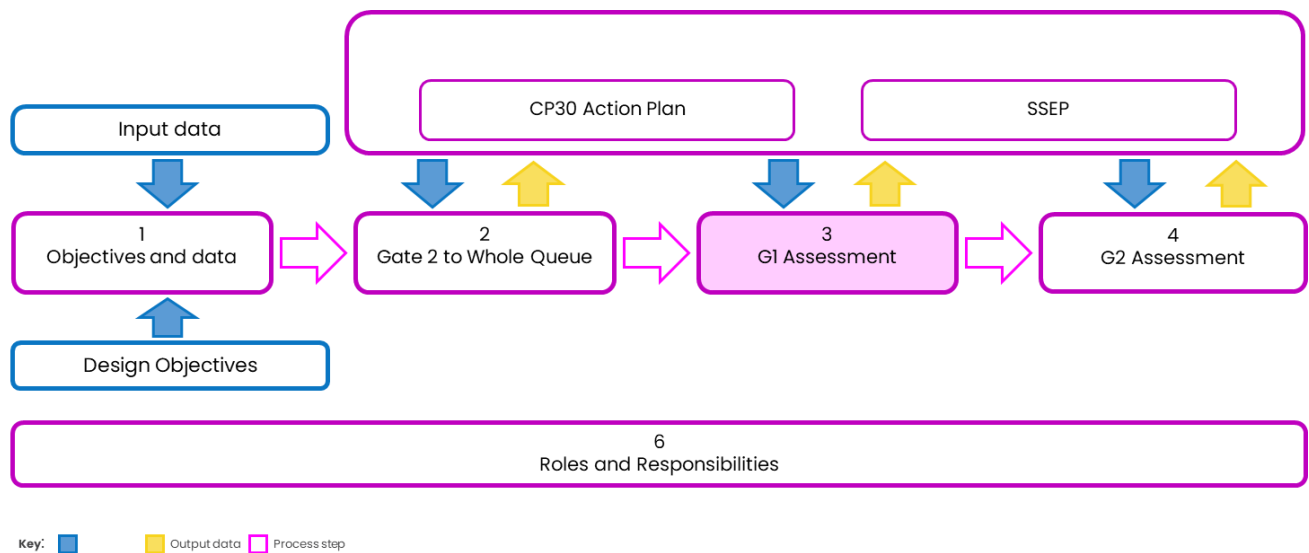 CP30 Action Plan
SSEP
Input data
1
Objectives and data
2
Gate 2 to Whole Queue
3
G1 Assessment
4
G2 Assessment
Design Objectives
6
Roles and Responsibilities
Key:
Output data
Process step